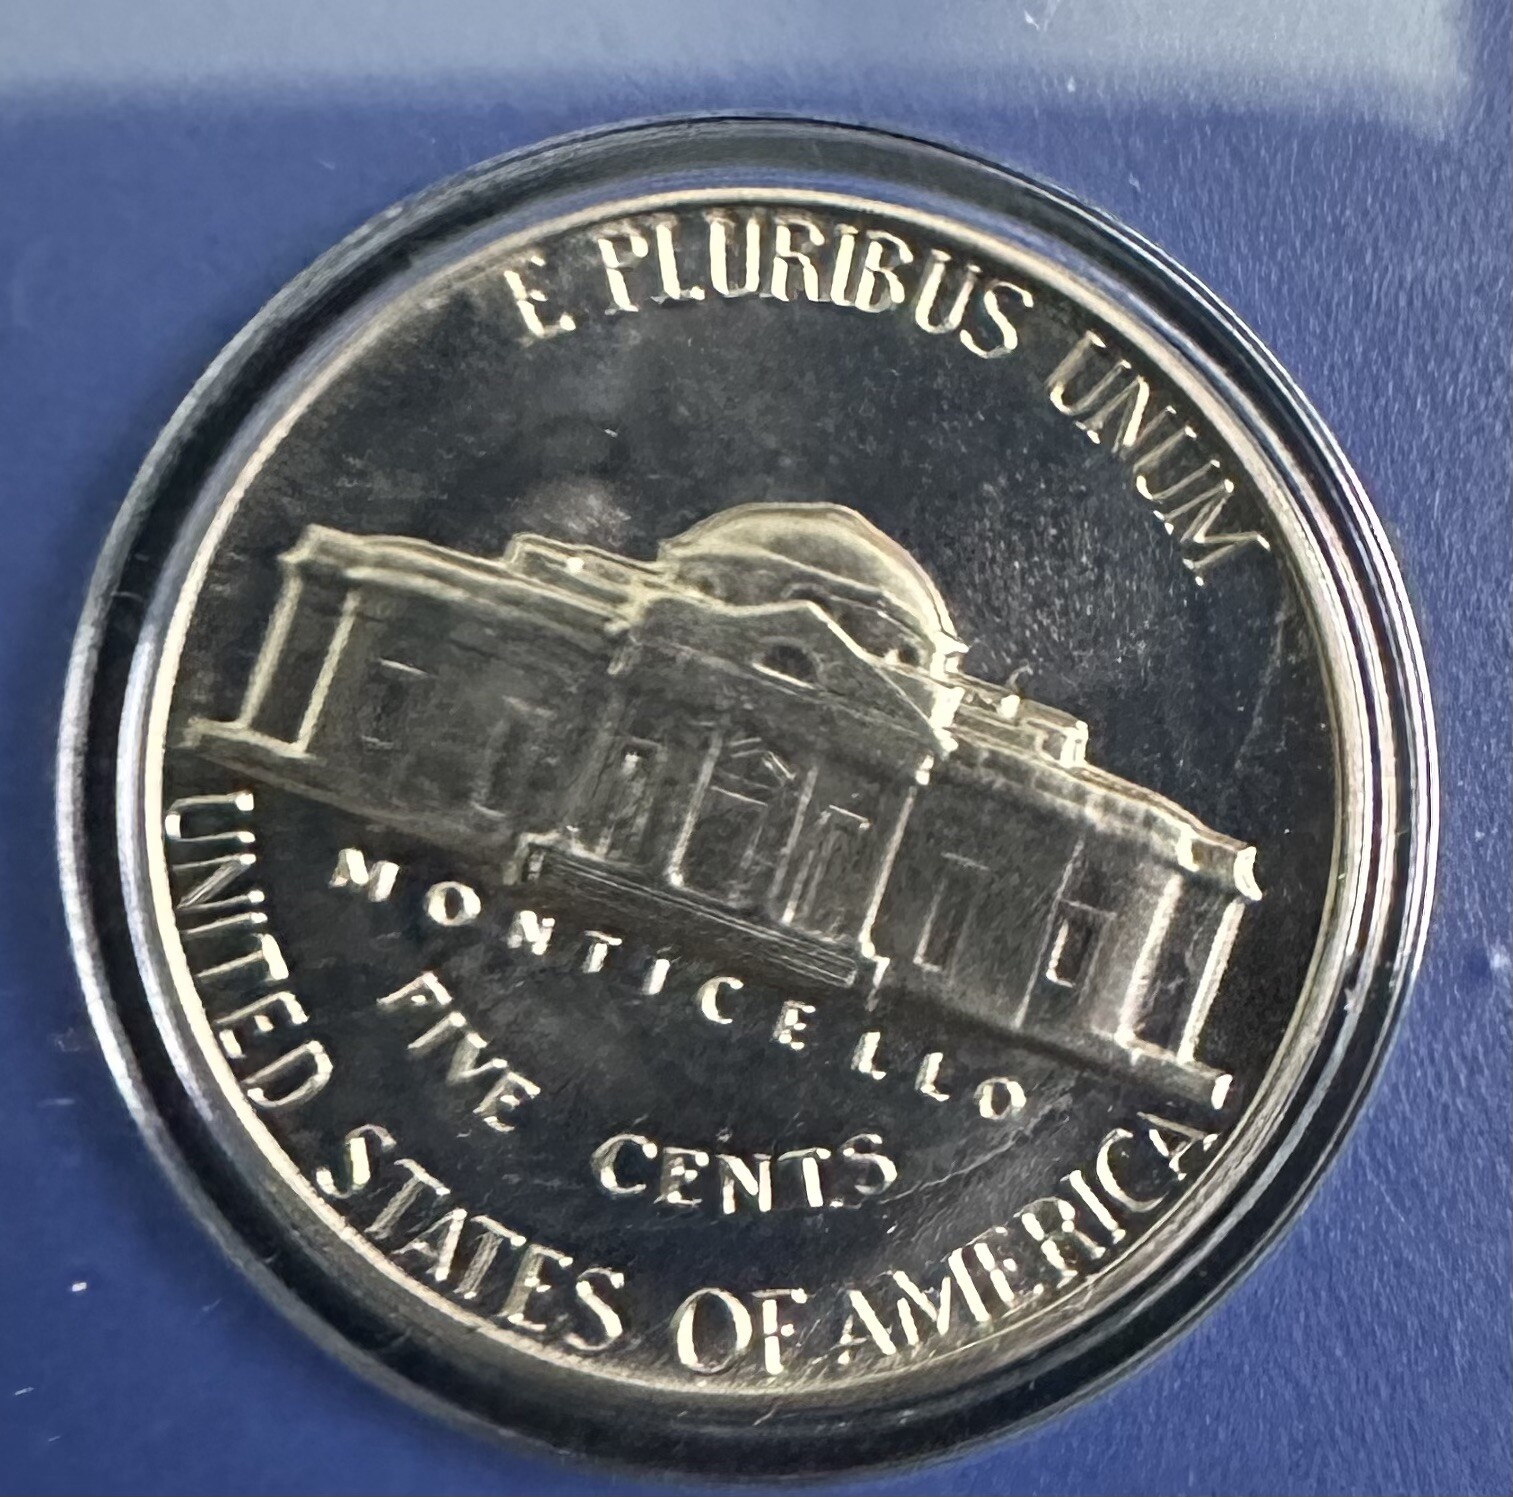 E PLURIBUS UNUM
MONTICELLO
FIVE CENTS
UNITED STATES OF AMERICA